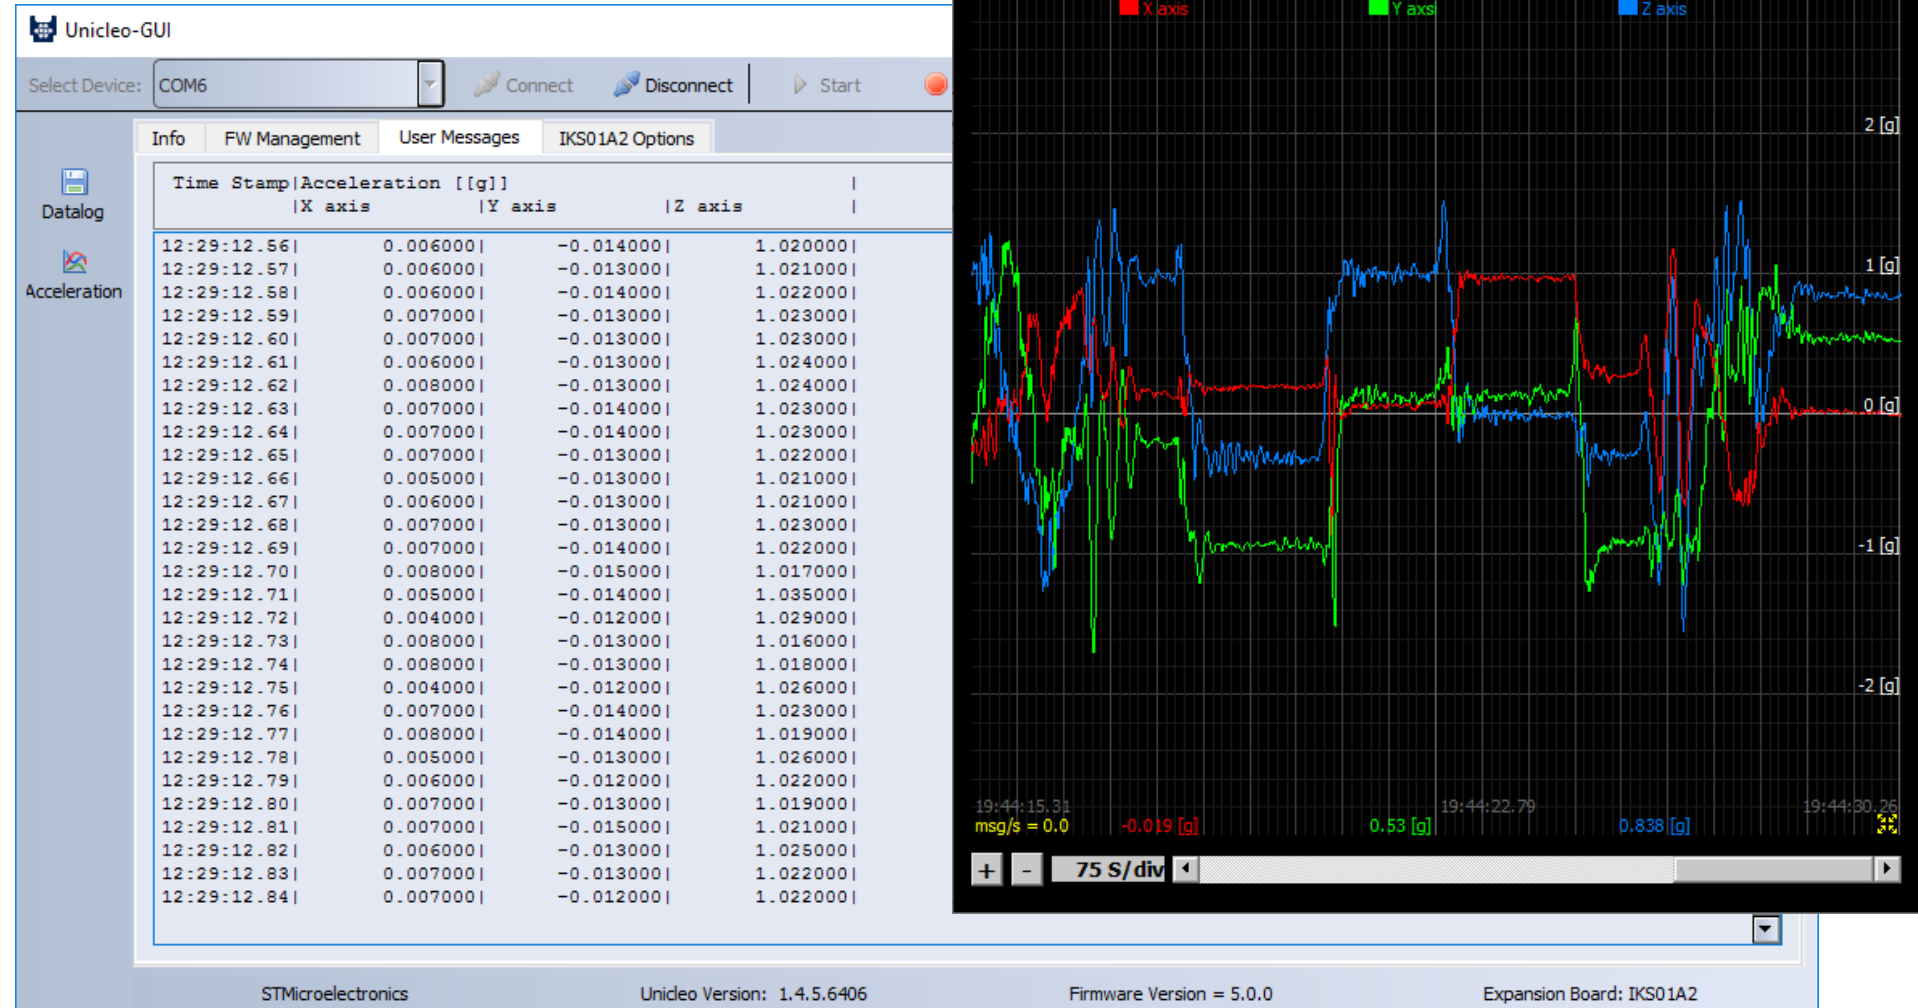 Unicleo-GUI
Select Device: COM6 Connect Disconnect Start
Info FW Management User Messages IKS01A2 Options
Datalog
Acceleration
Time Stamp|Acceleration [[g]] |
|X axis |Y axis |Z axis |
12:29:12.56| 0.006000| -0.014000| 1.020000|
12:29:12.57| 0.006000| -0.013000| 1.021000|
12:29:12.58| 0.006000| -0.014000| 1.022000|
12:29:12.59| 0.007000| -0.013000| 1.023000|
12:29:12.60| 0.007000| -0.013000| 1.023000|
12:29:12.61| 0.006000| -0.013000| 1.024000|
12:29:12.62| 0.008000| -0.013000| 1.024000|
12:29:12.63| 0.007000| -0.014000| 1.023000|
12:29:12.64| 0.007000| -0.014000| 1.023000|
12:29:12.65| 0.007000| -0.013000| 1.022000|
12:29:12.66| 0.005000| -0.013000| 1.021000|
12:29:12.67| 0.006000| -0.013000| 1.021000|
12:29:12.68| 0.007000| -0.013000| 1.023000|
12:29:12.69| 0.007000| -0.014000| 1.022000|
12:29:12.70| 0.008000| -0.015000| 1.017000|
12:29:12.71| 0.005000| -0.014000| 1.035000|
12:29:12.72| 0.004000| -0.012000| 1.029000|
12:29:12.73| 0.008000| -0.013000| 1.016000|
12:29:12.74| 0.008000| -0.013000| 1.018000|
12:29:12.75| 0.004000| -0.012000| 1.026000|
12:29:12.76| 0.007000| -0.014000| 1.023000|
12:29:12.77| 0.008000| -0.014000| 1.019000|
12:29:12.78| 0.005000| -0.013000| 1.026000|
12:29:12.79| 0.006000| -0.012000| 1.022000|
12:29:12.80| 0.007000| -0.013000| 1.019000|
12:29:12.81| 0.007000| -0.015000| 1.021000|
12:29:12.82| 0.006000| -0.013000| 1.025000|
12:29:12.83| 0.007000| -0.013000| 1.022000|
12:29:12.84| 0.007000| -0.012000| 1.022000|
X axis Y axsi Z axis
2 [g]
1 [g]
0 [g]
-1 [g]
-2 [g]
19:44:15.31 19:44:22.79 19:44:30.26
msg/s = 0.0 -0.019 [g] 0.53 [g] 0.838 [g]
+ - 75 S/div
STMicroelectronics Unicleo Version: 1.4.5.6406 Firmware Version = 5.0.0 Expansion Board: IKS01A2